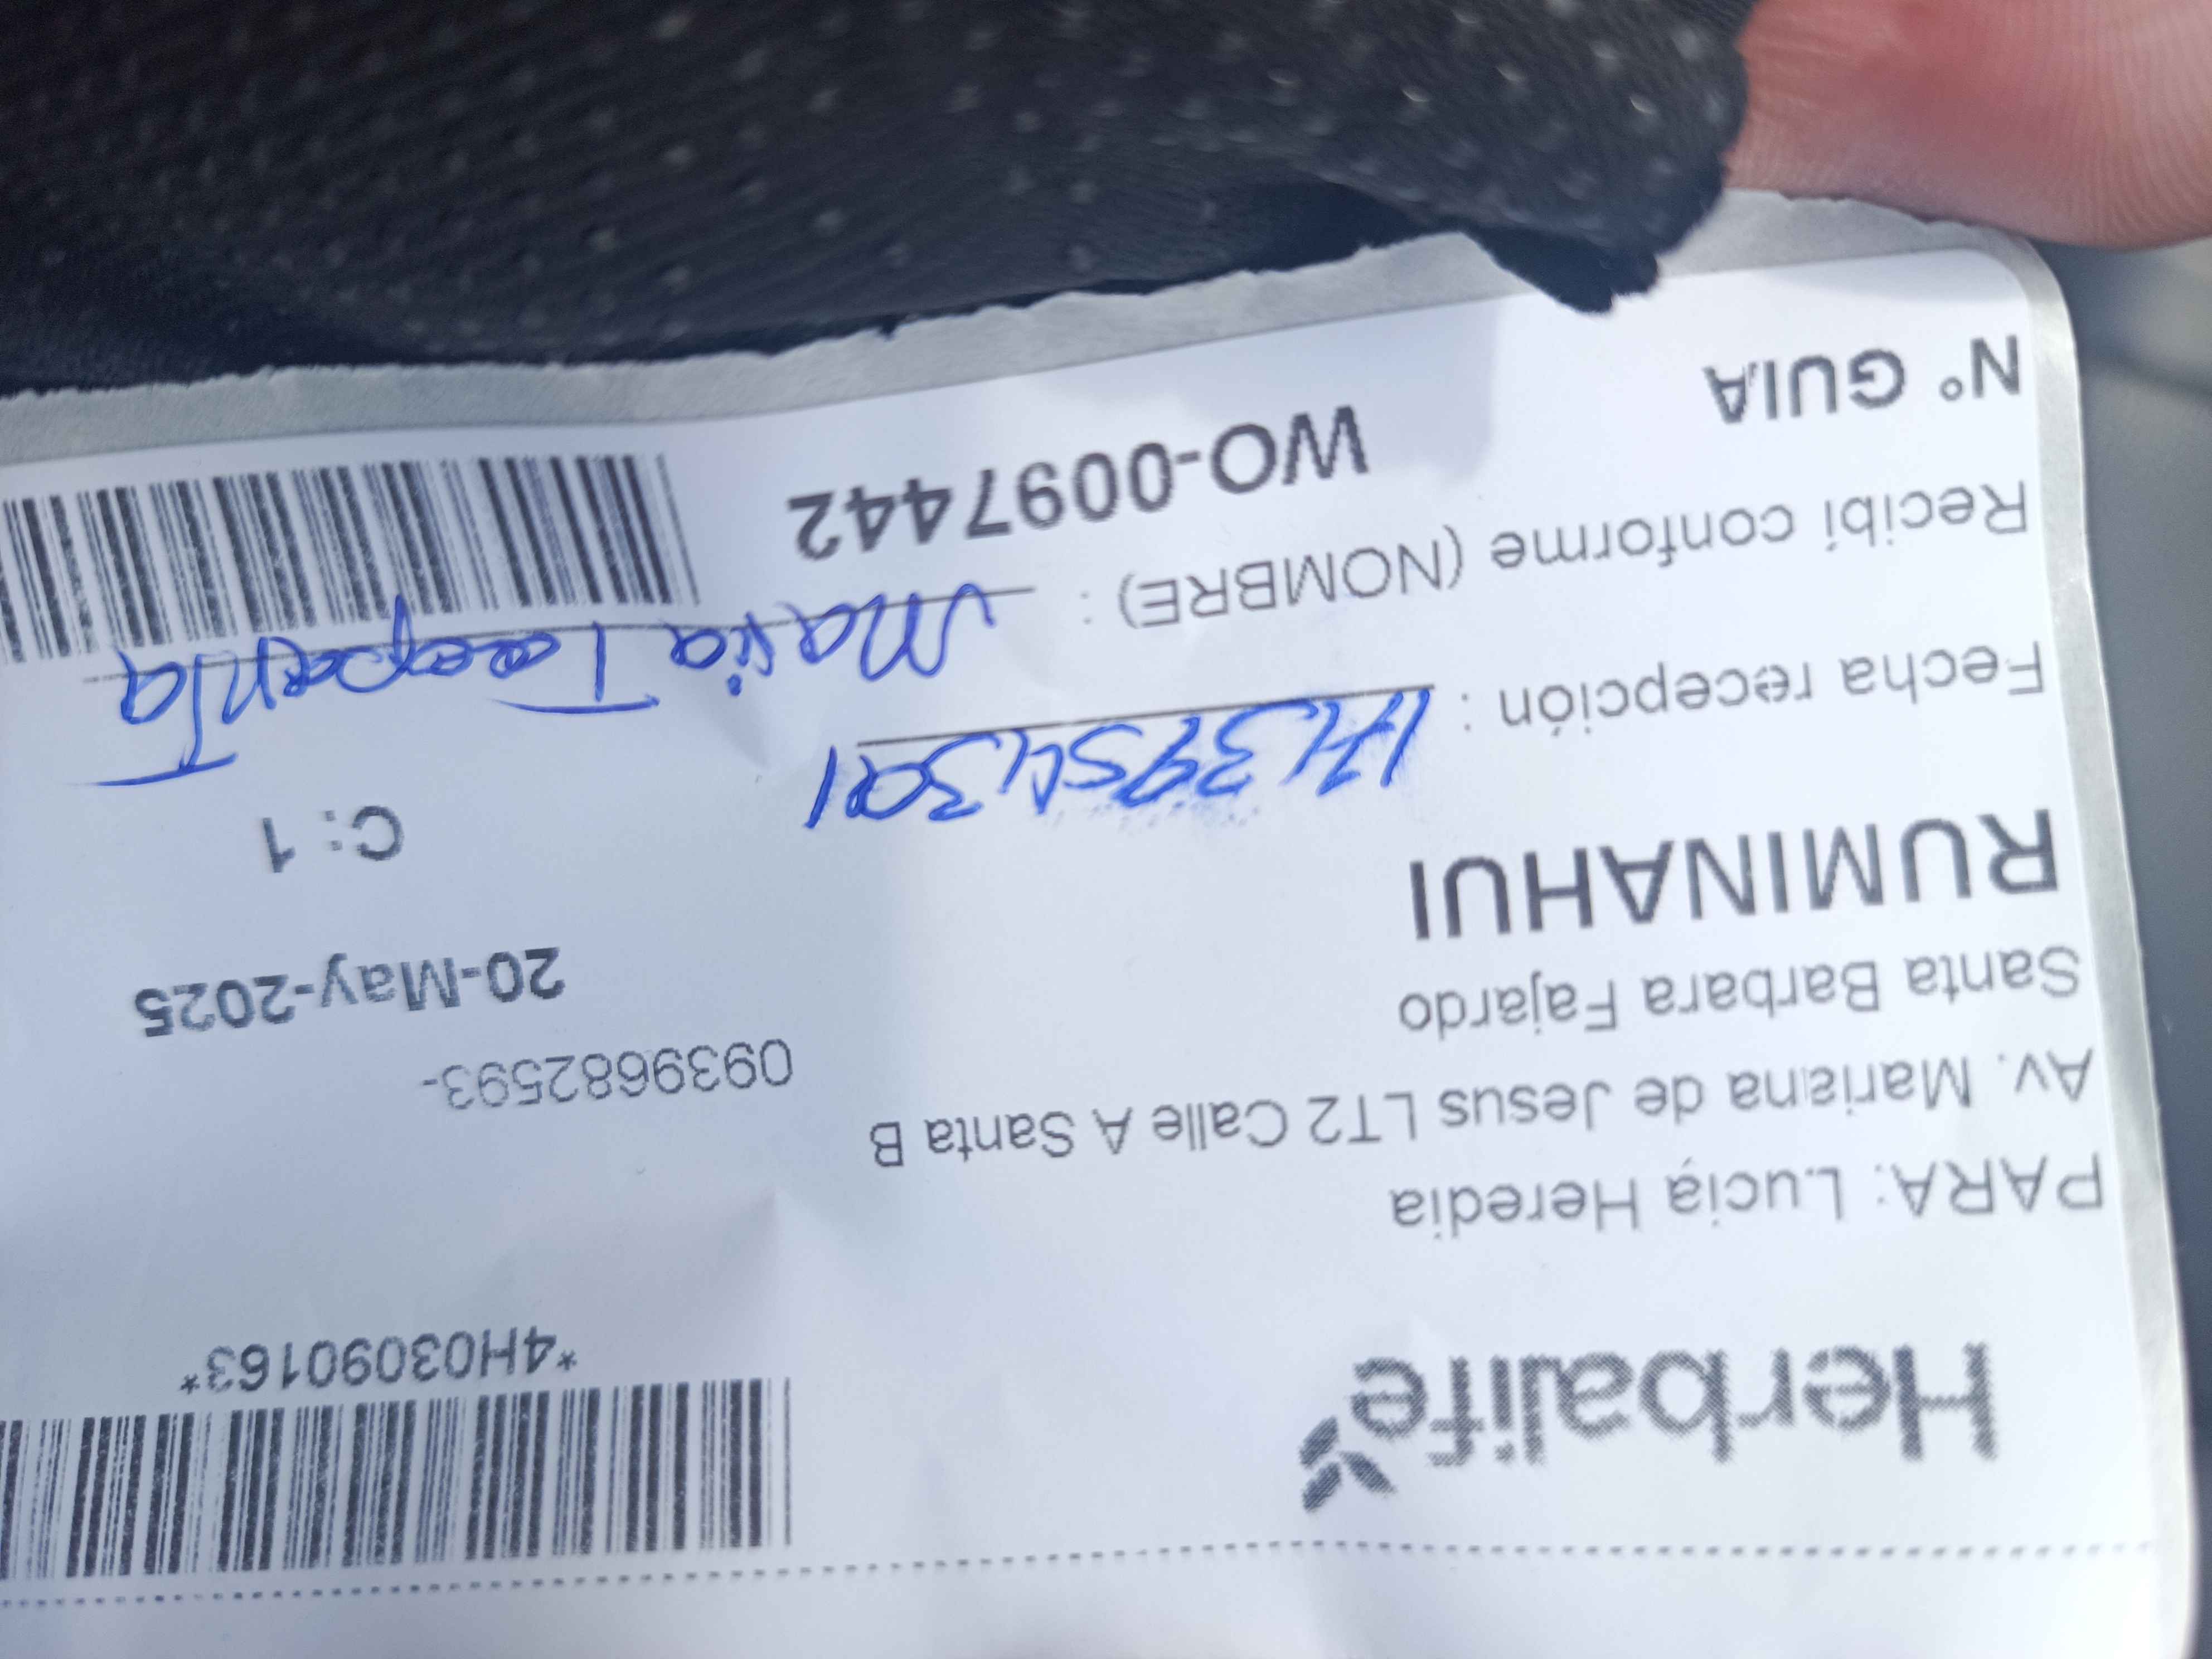 Herbalife
*4H03090163*
PARA: Lucia Heredia
Av. Mariana de Jesus LT2 Calle A Santa B
0939682593-
Santa Barbara Fajardo
20-May-2025
RUMINAHUI
C: 1
Fecha recepción :
Recibí conforme (NOMBRE) : Maria
WO-0097442
N° GUIA